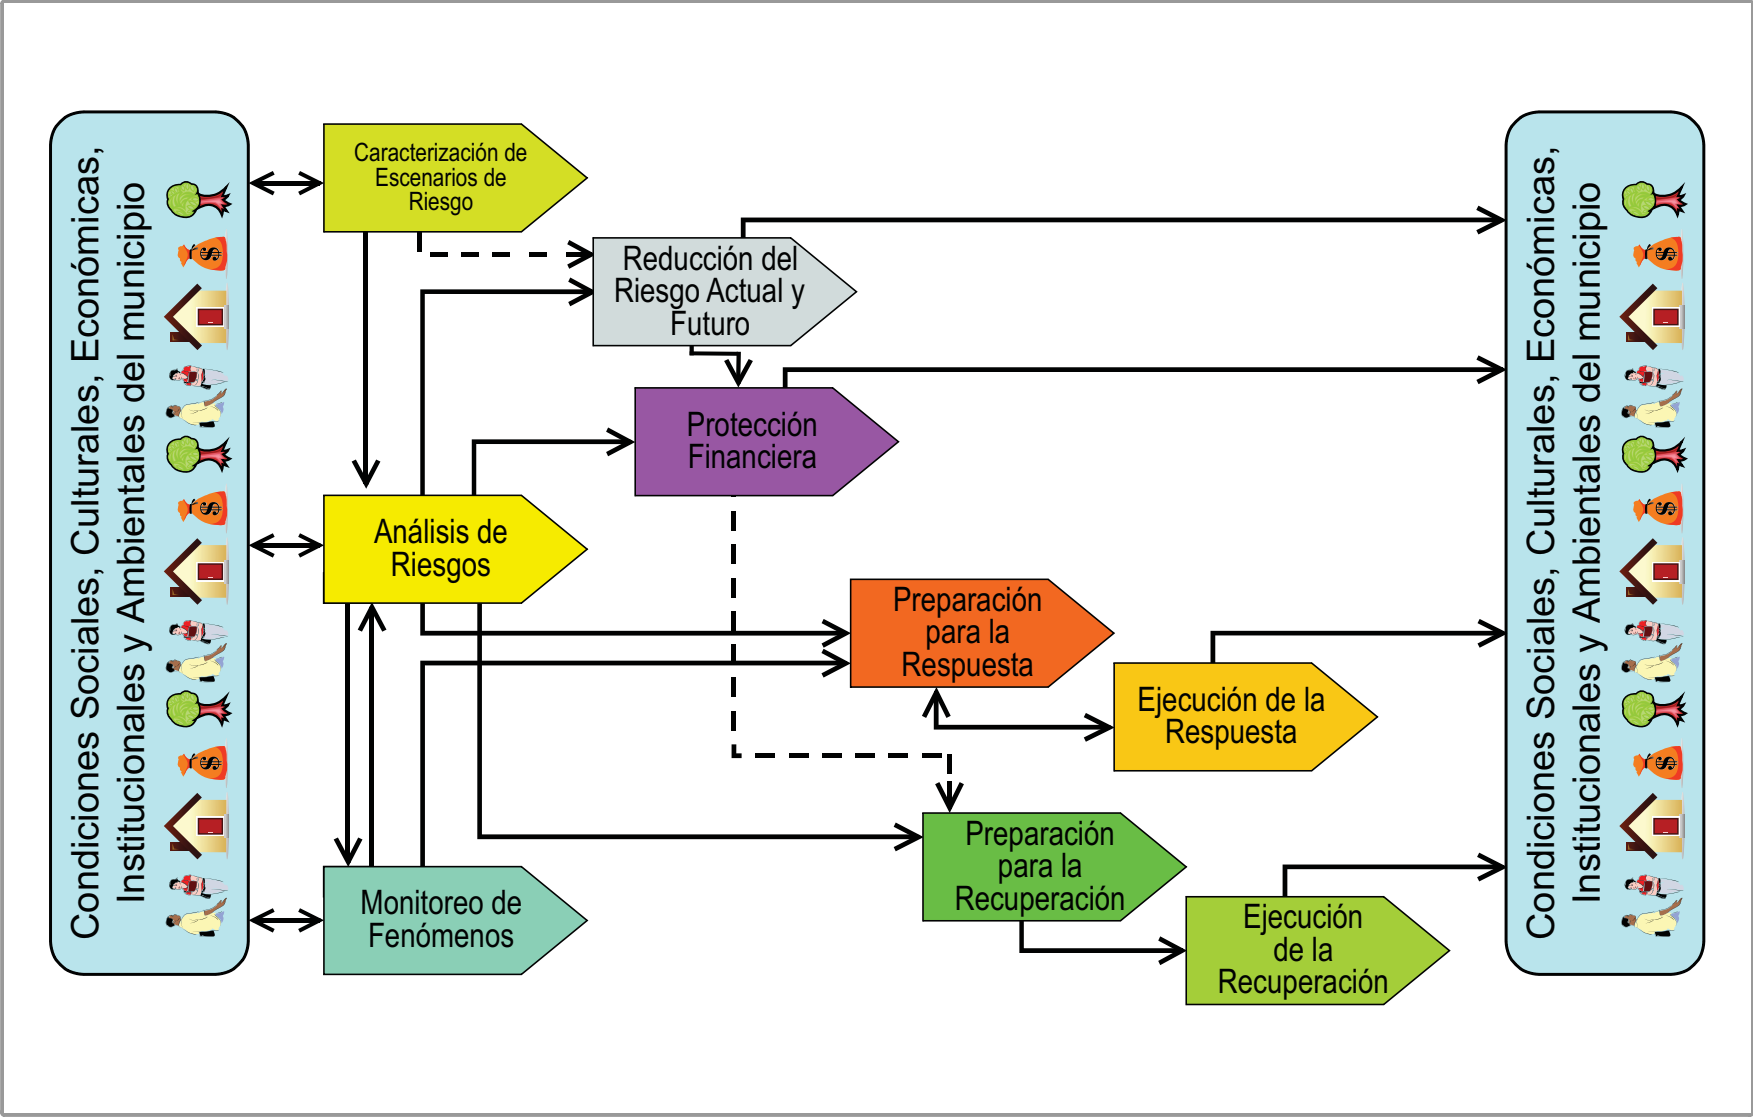 Condiciones Sociales, Culturales, Económicas,
Institucionales y Ambientales del municipio
Caracterización de
Escenarios de
Riesgo
Reducción del
Riesgo Actual y
Futuro
Protección
Financiera
Análisis de
Riesgos
Preparación
para la
Respuesta
Ejecución de la
Respuesta
Preparación
para la
Recuperación
Monitoreo de
Fenómenos
Ejecución
de la
Recuperación
Condiciones Sociales, Culturales, Económicas,
Institucionales y Ambientales del municipio
$
$
$
$
$
$